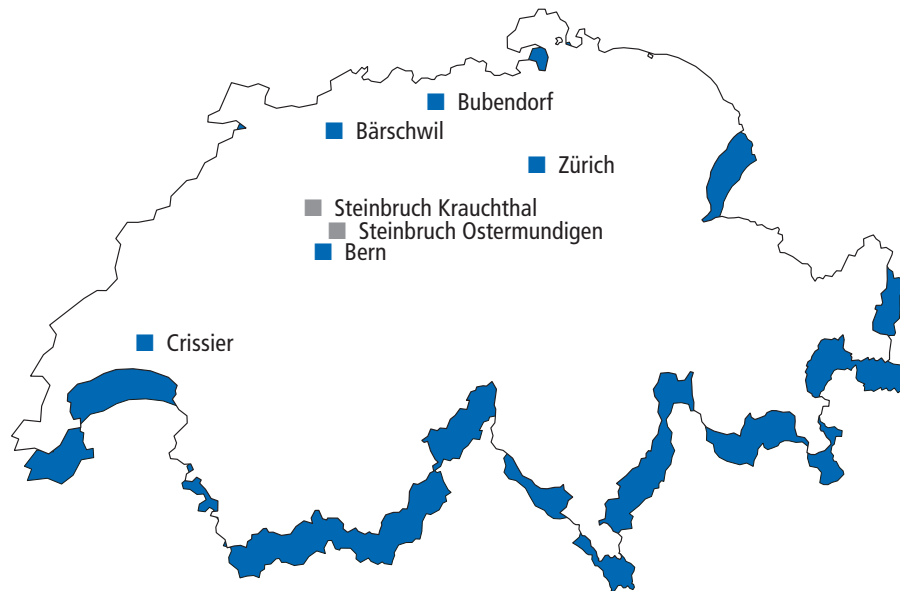 Bubendorf
Bärschwil
Zürich
Steinbruch Krauchthal
Steinbruch Ostermundigen
Bern
Crissier